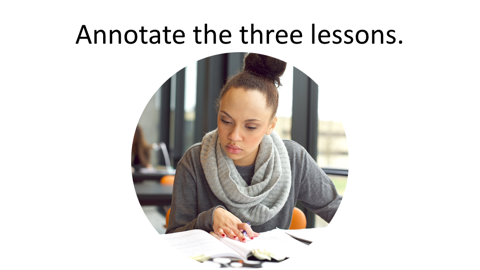 Annotate the three lessons.